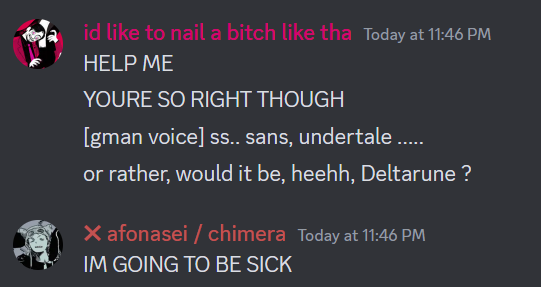 id like to nail a bitch like tha Today at 11:46 PM
HELP ME
YOURE SO RIGHT THOUGH
[gman voice] ss.. sans, undertale .....
or rather, would it be, heehh, Deltarune ?
❌ afonasei / chimera Today at 11:46 PM
IM GOING TO BE SICK